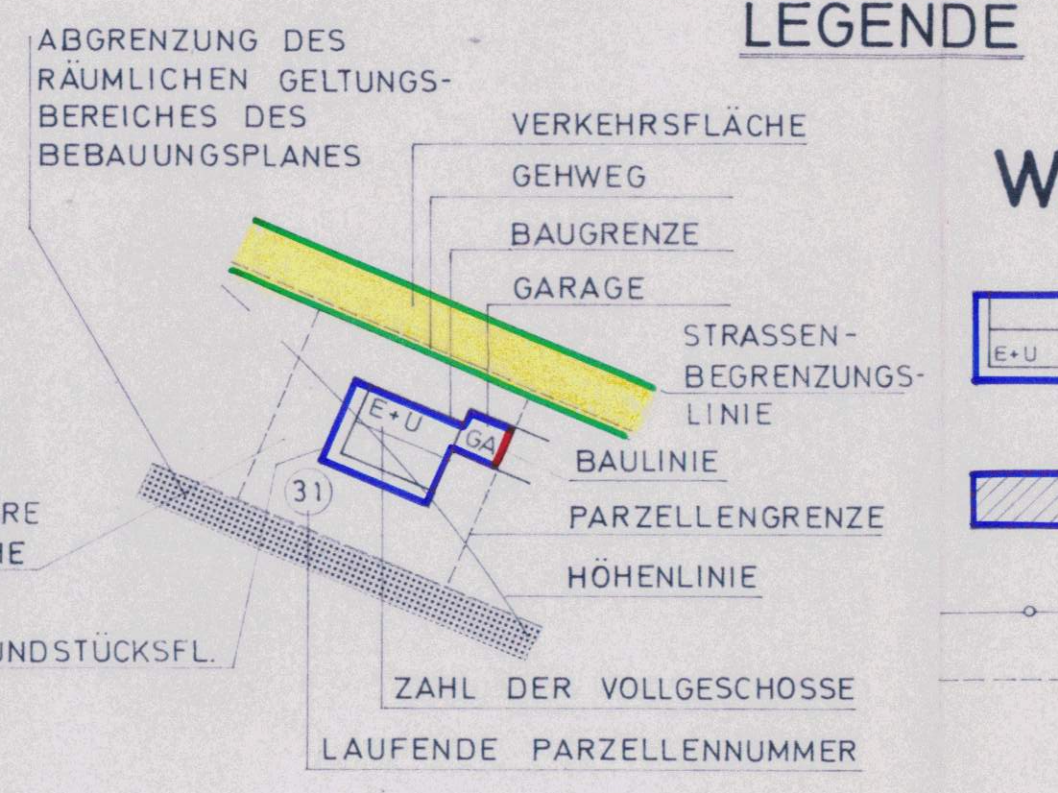 LEGENDE
ABGRENZUNG DES
RÄUMLICHEN GELTUNGS-
BEREICHES DES
BEBAUUNGSPLANES
VERKEHRSFLÄCHE
GEHWEG
BAUGRENZE
GARAGE
STRASSEN-
BEGRENZUNGS-
LINIE
E+U
E+U
GA
BAULINIE
31
PARZELLENGRENZE
HÖHENLINIE
UNDSTÜCKSFL.
ZAHL DER VOLLGESCHOSSE
LAUFENDE PARZELLENNUMMER